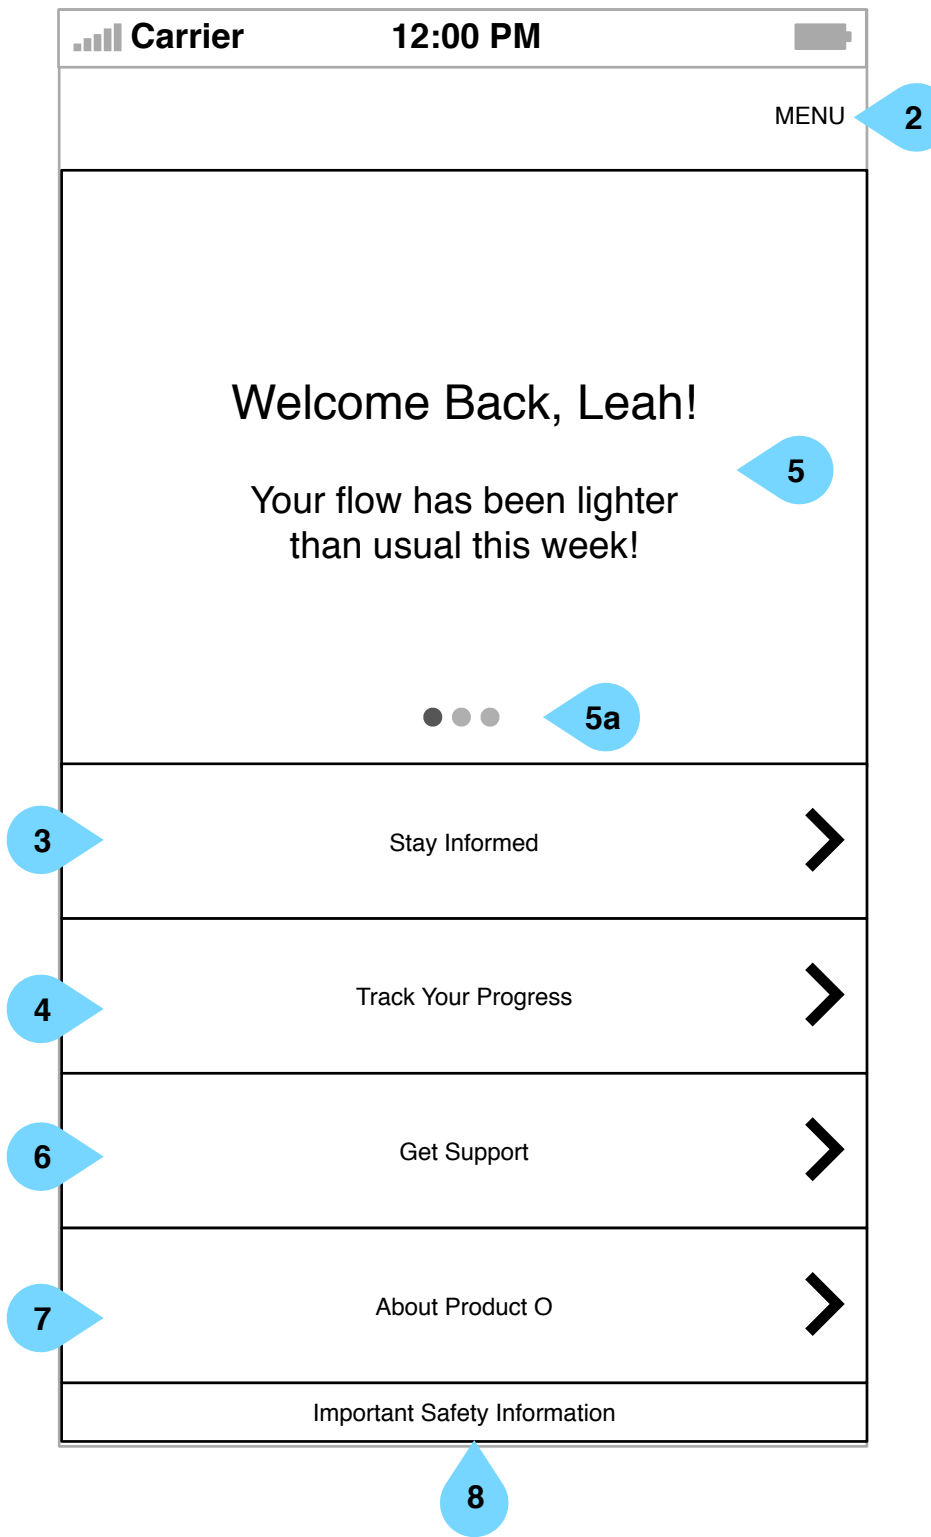 Carrier 12:00 PM
MENU 2
Welcome Back, Leah!
5
Your flow has been lighter
than usual this week!
5a
3 Stay Informed
4 Track Your Progress
6 Get Support
7 About Product O
Important Safety Information
8